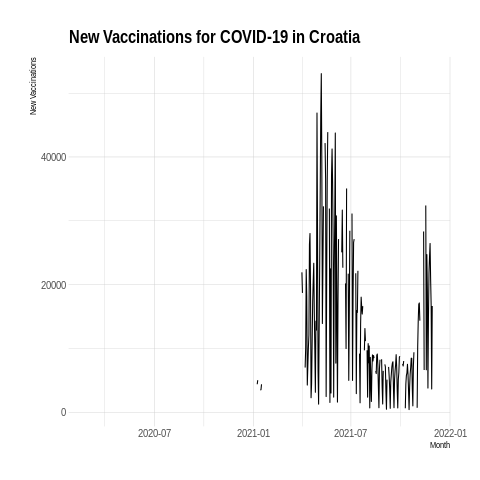 New Vaccinations for COVID-19 in Croatia
New Vaccinations
40000
20000
0
2020-07
2021-01
2021-07
2022-01
Month